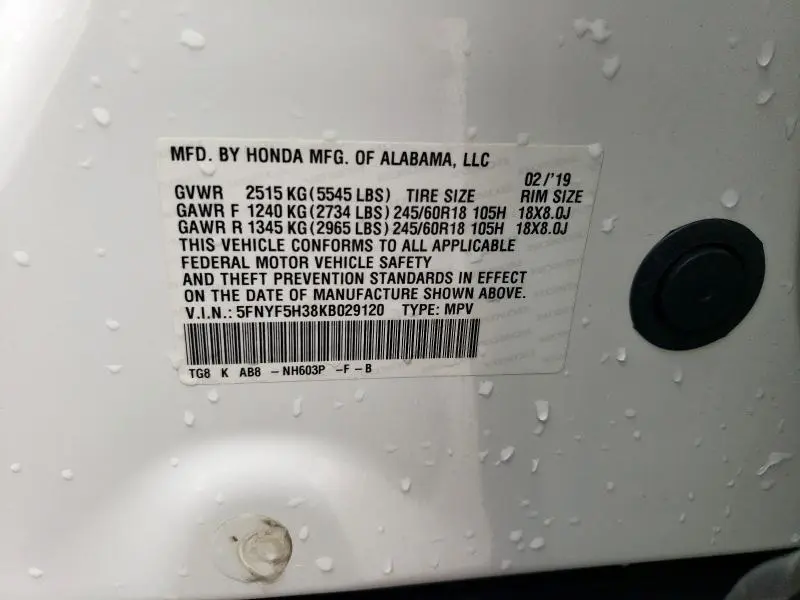 MFD. BY HONDA MFG. OF ALABAMA, LLC
02/'19
GVWR 2515 KG(5545 LBS) TIRE SIZE RIM SIZE
GAWR F 1240 KG(2734 LBS) 245/60R18 105H 18X8.0J
GAWR R 1345 KG(2965 LBS) 245/60R18 105H 18X8.0J
THIS VEHICLE CONFORMS TO ALL APPLICABLE
FEDERAL MOTOR VEHICLE SAFETY
AND THEFT PREVENTION STANDARDS IN EFFECT
ON THE DATE OF MANUFACTURE SHOWN ABOVE.
V.I.N.: 5FNYF5H38KB029120 TYPE: MPV
TG8 K AB8 -NH603P -F-B